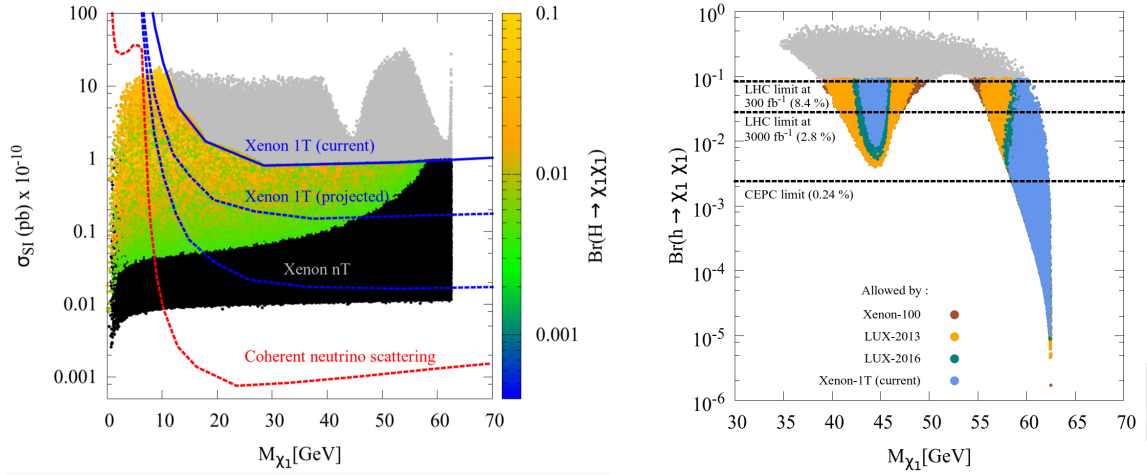 100
10
1
0.1
0.01
0.001
σSI (pb) x 10⁻¹⁰
0 10 20 30 40 50 60 70
Mχ₁[GeV]
Xenon 1T (current)
Xenon 1T (projected)
Xenon nT
Coherent neutrino scattering
0.1
0.01
0.001
Br(H → χ₁χ₁)
10⁰
10⁻¹
10⁻²
10⁻³
10⁻⁴
10⁻⁵
10⁻⁶
Br(h → χ₁ χ₁)
LHC limit at
300 fb⁻¹ (8.4 %)
LHC limit at
3000 fb⁻¹ (2.8 %)
CEPC limit (0.24 %)
Allowed by :
Xenon-100
LUX-2013
LUX-2016
Xenon-1T (current)
30 35 40 45 50 55 60 65 70
Mχ₁[GeV]